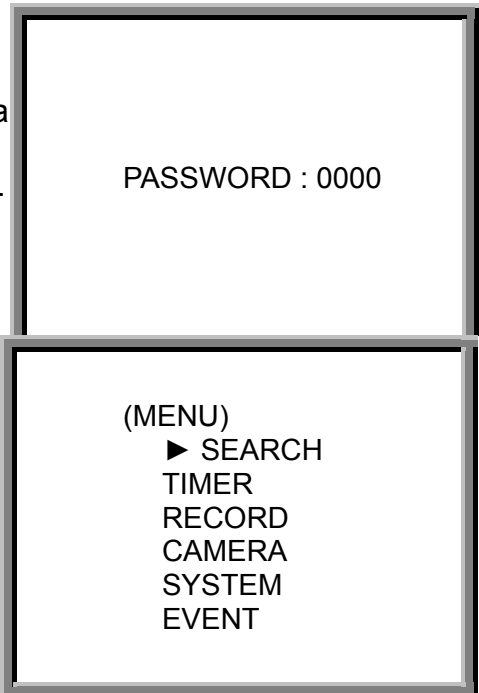 a
PASSWORD : 0000
(MENU)
► SEARCH
TIMER
RECORD
CAMERA
SYSTEM
EVENT